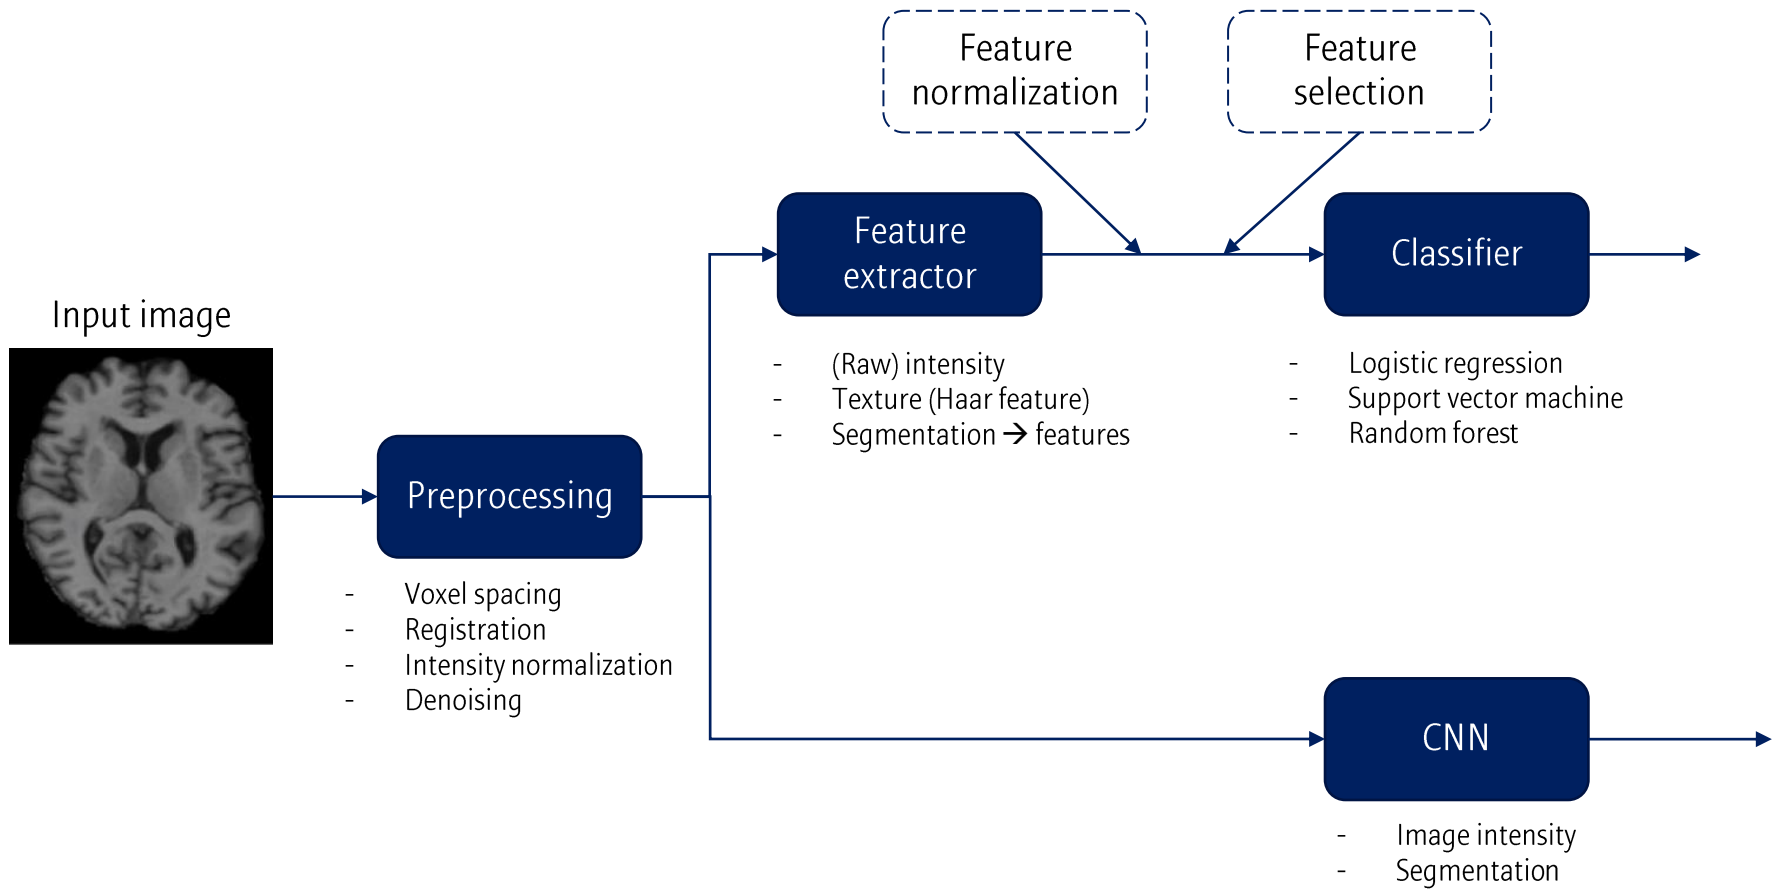 Feature
normalization
Feature
selection
Feature
extractor
Classifier
Input image
- (Raw) intensity
- Texture (Haar feature)
- Segmentation → features
- Logistic regression
- Support vector machine
- Random forest
Preprocessing
- Voxel spacing
- Registration
- Intensity normalization
- Denoising
CNN
- Image intensity
- Segmentation